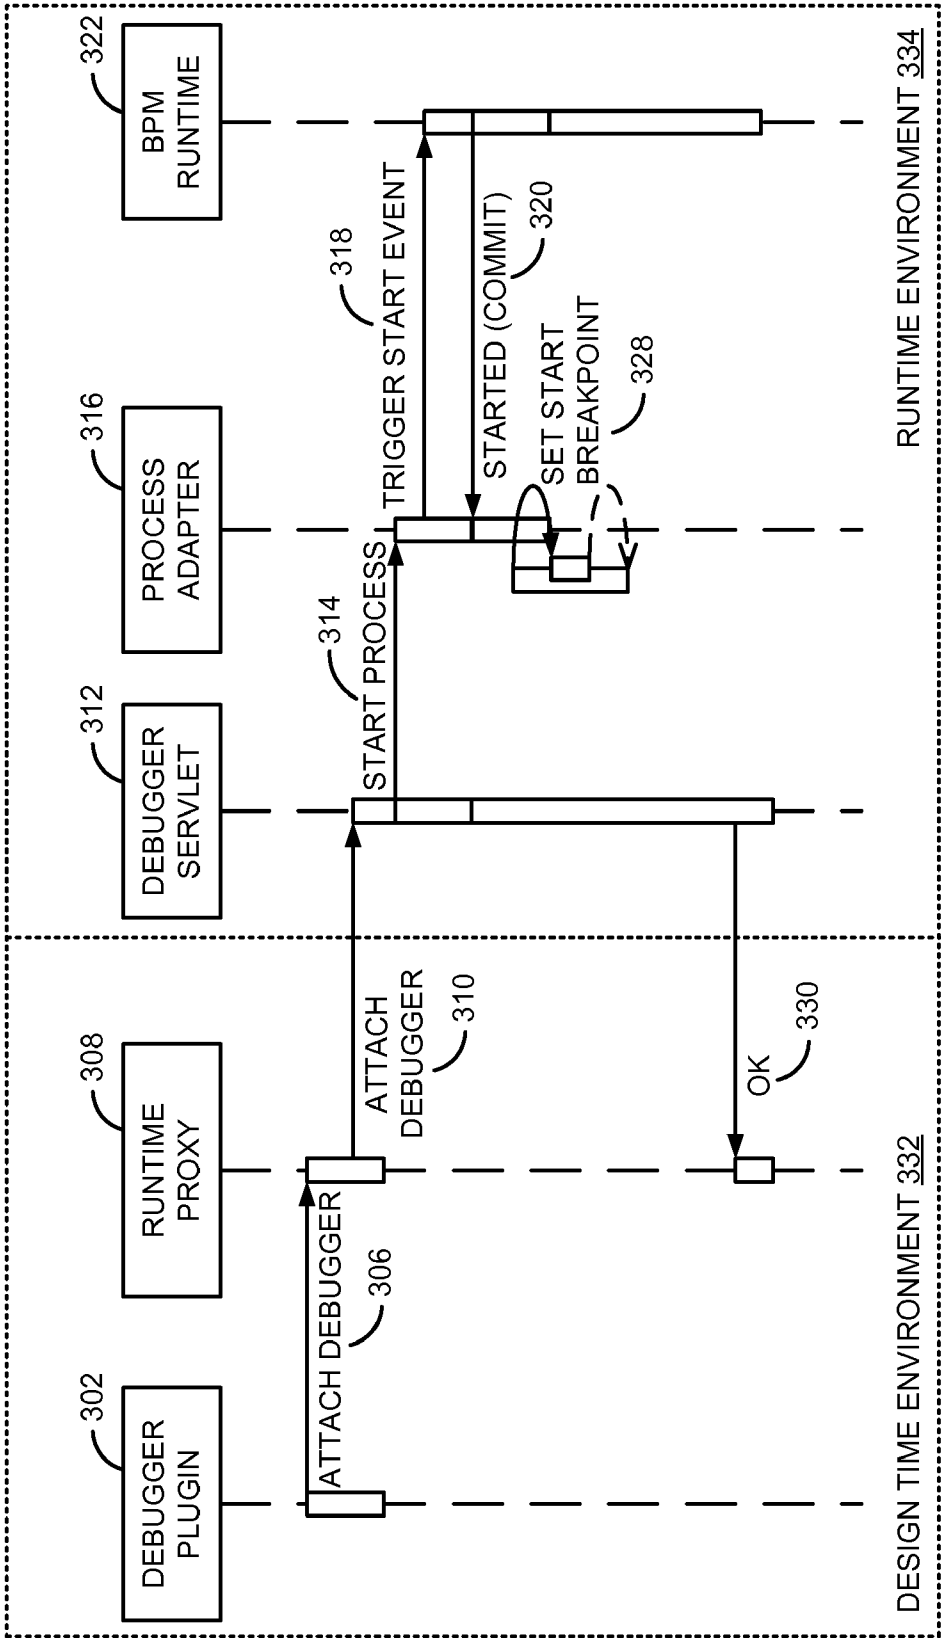 302
DEBUGGER
PLUGIN
308
RUNTIME
PROXY
312
DEBUGGER
SERVLET
316
PROCESS
ADAPTER
322
BPM
RUNTIME
ATTACH DEBUGGER
306
ATTACH
DEBUGGER
310
314
START PROCESS
318
TRIGGER START EVENT
STARTED (COMMIT)
320
SET START
BREAKPOINT
328
OK
330
DESIGN TIME ENVIRONMENT 332
RUNTIME ENVIRONMENT 334